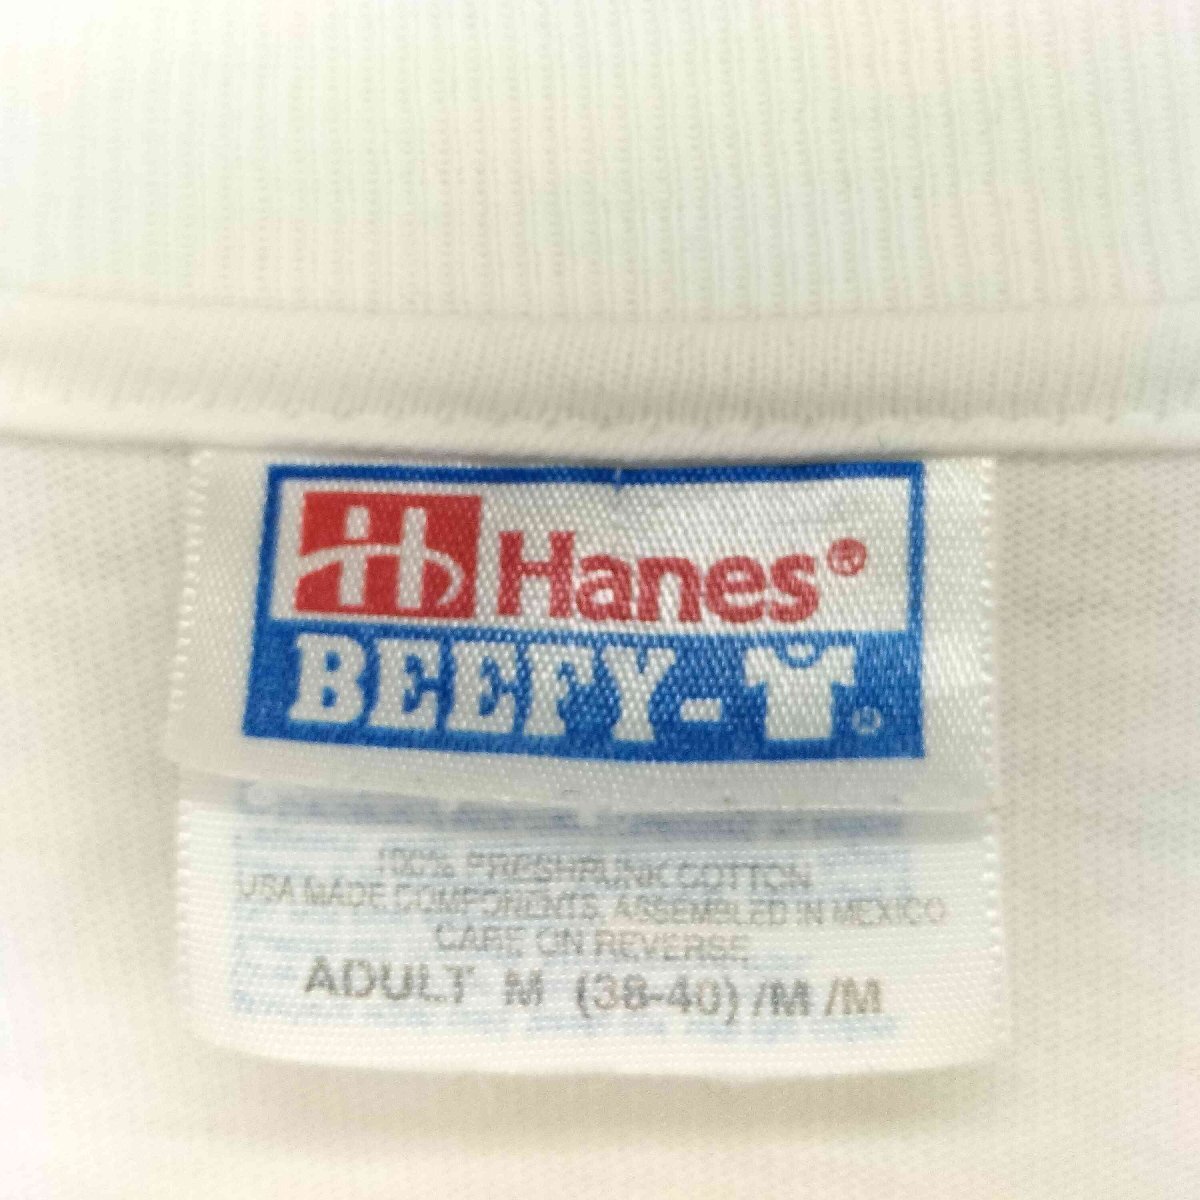 Hanes®
BEEFY-T®
100% PRESHRUNK COTTON
USA MADE COMPONENTS, ASSEMBLED IN MEXICO
CARE ON REVERSE
ADULT M (38-40) /M /M